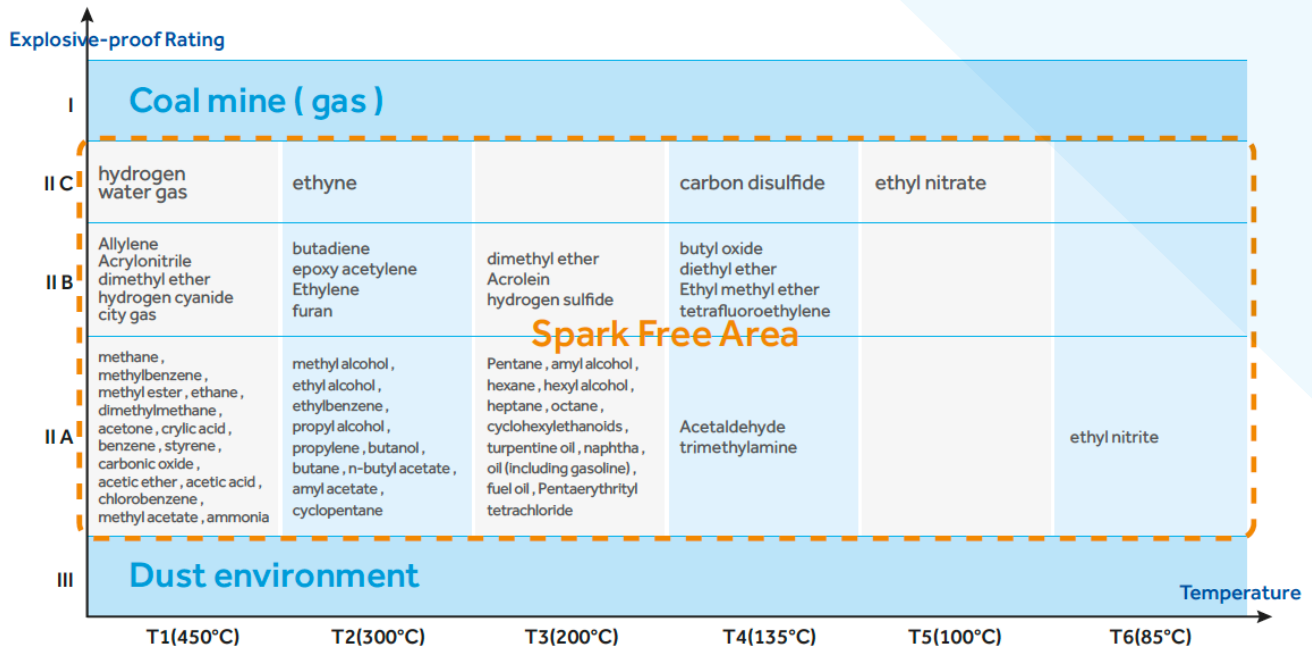 Explosive-proof Rating
I
Coal mine ( gas )
II C
hydrogen
water gas
ethyne
carbon disulfide
ethyl nitrate
II B
Allylene
Acrylonitrile
dimethyl ether
hydrogen cyanide
city gas
butadiene
epoxy acetylene
Ethylene
furan
dimethyl ether
Acrolein
hydrogen sulfide
butyl oxide
diethyl ether
Ethyl methyl ether
tetrafluoroethylene
Spark Free Area
II A
methane ,
methylbenzene ,
methyl ester , ethane ,
dimethylmethane ,
acetone , crylic acid ,
benzene , styrene ,
carbonic oxide ,
acetic ether , acetic acid ,
chlorobenzene ,
methyl acetate , ammonia
methyl alcohol ,
ethyl alcohol ,
ethylbenzene ,
propyl alcohol ,
propylene , butanol ,
butane , n-butyl acetate ,
amyl acetate ,
cyclopentane
Pentane , amyl alcohol ,
hexane , hexyl alcohol ,
heptane , octane ,
cyclohexylethanoids ,
turpentine oil , naphtha ,
oil (including gasoline) ,
fuel oil , Pentaerythrityl
tetrachloride
Acetaldehyde
trimethylamine
ethyl nitrite
III
Dust environment
Temperature
T1(450°C)
T2(300°C)
T3(200°C)
T4(135°C)
T5(100°C)
T6(85°C)